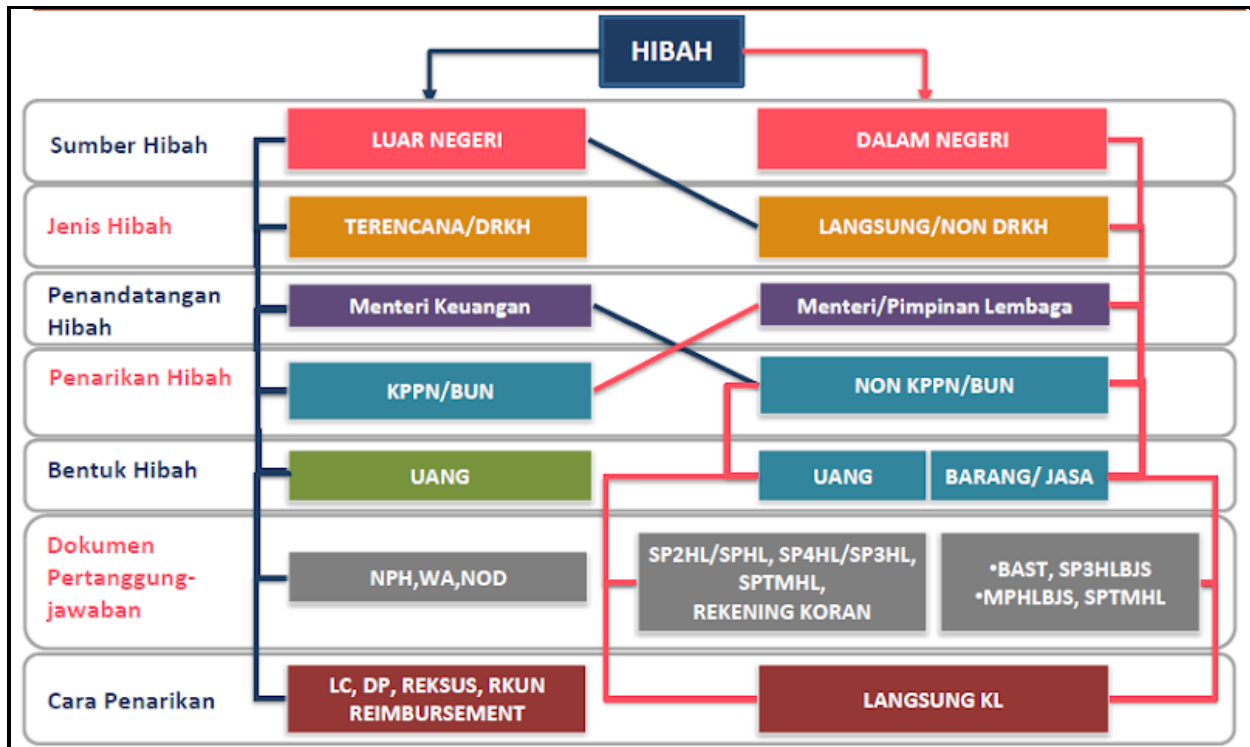 HIBAH
Sumber Hibah
LUAR NEGERI
DALAM NEGERI
Jenis Hibah
TERENCANA/DRKH
LANGSUNG/NON DRKH
Penandatangan
Hibah
Menteri Keuangan
Menteri/Pimpinan Lembaga
Penarikan Hibah
KPPN/BUN
NON KPPN/BUN
Bentuk Hibah
UANG
UANG
BARANG/ JASA
Dokumen
Pertanggung-
jawaban
NPH,WA,NOD
SP2HL/SPHL, SP4HL/SP3HL,
SPTMHL,
REKENING KORAN
•BAST, SP3HLBJS
•MPHLBJS, SPTMHL
Cara Penarikan
LC, DP, REKSUS, RKUN
REIMBURSEMENT
LANGSUNG KL